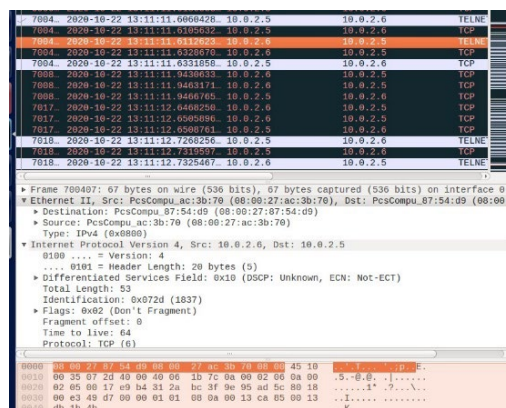 7004… 2020-10-22 13:11:11.6060428… 10.0.2.5 10.0.2.6 TELNE
7004… 2020-10-22 13:11:11.6105632… 10.0.2.6 10.0.2.5 TCP
7004… 2020-10-22 13:11:11.6112623… 10.0.2.6 10.0.2.5 TELNE
7004… 2020-10-22 13:11:11.6328670… 10.0.2.6 10.0.2.5 TCP
7004… 2020-10-22 13:11:11.6331858… 10.0.2.5 10.0.2.6 TCP
7008… 2020-10-22 13:11:11.9430633… 10.0.2.6 10.0.2.5 TCP
7008… 2020-10-22 13:11:11.9463171… 10.0.2.6 10.0.2.5 TCP
7008… 2020-10-22 13:11:11.9466765… 10.0.2.5 10.0.2.6 TCP
7017… 2020-10-22 13:11:12.6468250… 10.0.2.6 10.0.2.5 TCP
7017… 2020-10-22 13:11:12.6505896… 10.0.2.6 10.0.2.5 TCP
7017… 2020-10-22 13:11:12.6508761… 10.0.2.5 10.0.2.6 TCP
7018… 2020-10-22 13:11:12.7268256… 10.0.2.5 10.0.2.6 TELNE
7018… 2020-10-22 13:11:12.7319597… 10.0.2.6 10.0.2.5 TCP
7018… 2020-10-22 13:11:12.7325467… 10.0.2.6 10.0.2.5 TELNE
Frame 700407: 67 bytes on wire (536 bits), 67 bytes captured (536 bits) on interface 0
Ethernet II, Src: PcsCompu_ac:3b:70 (08:00:27:ac:3b:70), Dst: PcsCompu_87:54:d9 (08:00
Destination: PcsCompu_87:54:d9 (08:00:27:87:54:d9)
Source: PcsCompu_ac:3b:70 (08:00:27:ac:3b:70)
Type: IPv4 (0x0800)
Internet Protocol Version 4, Src: 10.0.2.6, Dst: 10.0.2.5
0100 .... = Version: 4
.... 0101 = Header Length: 20 bytes (5)
Differentiated Services Field: 0x10 (DSCP: Unknown, ECN: Not-ECT)
Total Length: 53
Identification: 0x072d (1837)
Flags: 0x02 (Don't Fragment)
Fragment offset: 0
Time to live: 64
Protocol: TCP (6)
0000 08 00 27 87 54 d9 08 00 27 ac 3b 70 08 00 45 10 ..'.T... '.;p..E.
0010 00 35 07 2d 40 00 40 06 1b 7c 0a 00 02 06 0a 00 .5.-@.@. .|......
0020 02 05 00 17 e9 b4 31 2a bc 3f 9e 95 ad 5c 80 18 ......1* .?...\..
0030 00 e3 49 d7 00 00 01 01 08 0a 00 13 ca 85 00 13 ..I..... ........